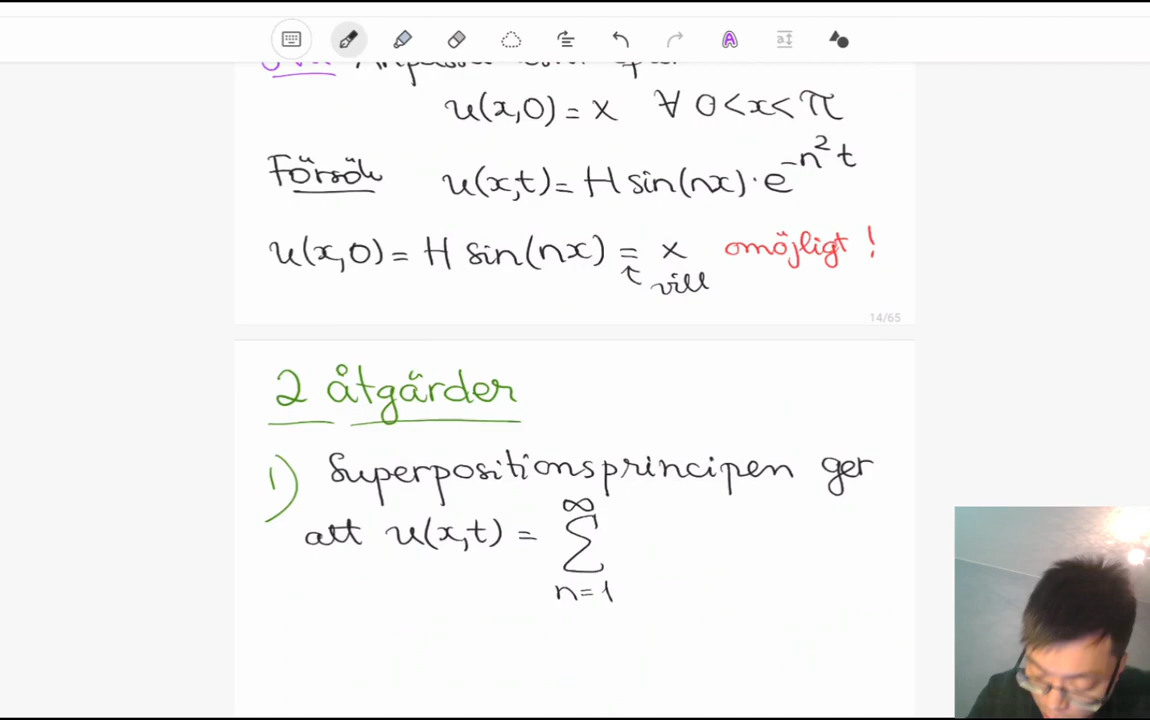 u(x,0) = x ∀ 0<x<π
Försök u(x,t) = H sin(nx)·e^{-n²t}
u(x,0) = H sin(nx) = x omöjligt !
↑ vill
14/65
2 åtgärder
1) Superpositionsprincipen ger
att u(x,t) = ∑_{n=1}^{∞}